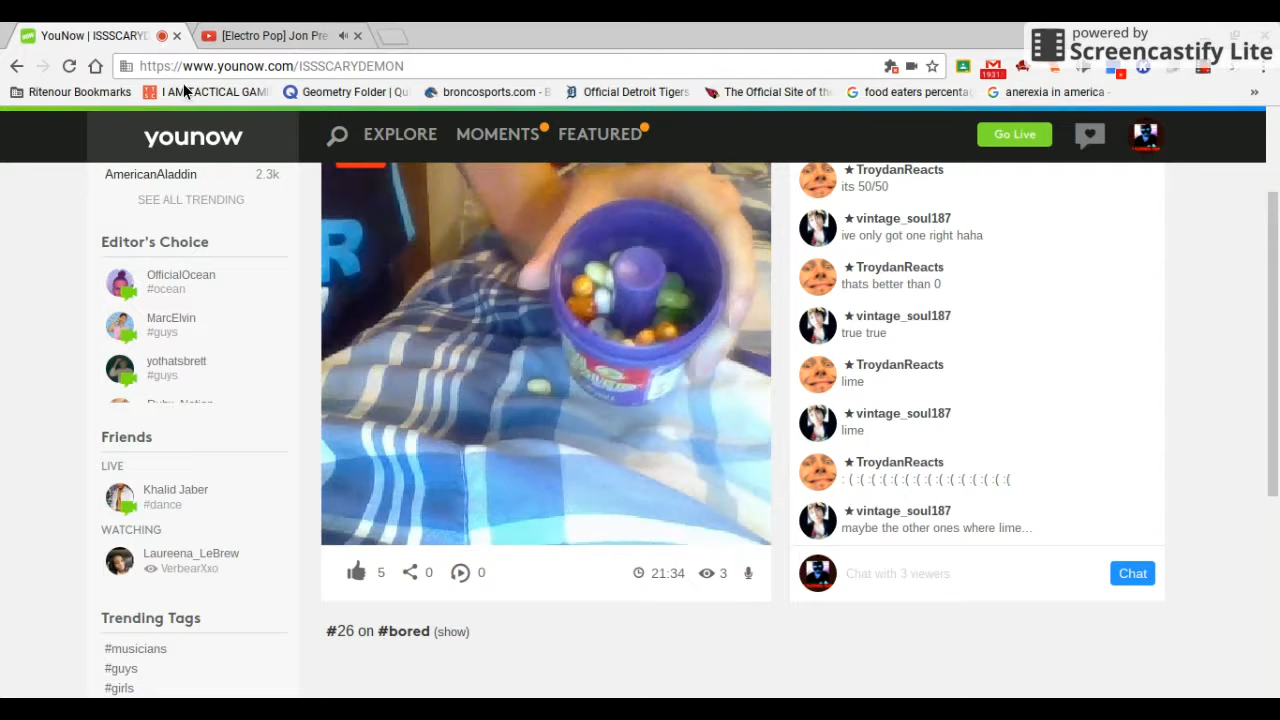 YouNow | ISSSCARYD
[Electro Pop] Jon Pre
powered by
Screencastify Lite
https://www.younow.com/ISSSCARYDEMON
1931
Ritenour Bookmarks
I AM TACTICAL GAMI
Geometry Folder | Qu
broncosports.com - B
Official Detroit Tigers
The Official Site of th
food eaters percenta
anerexia in america -
»
younow
EXPLORE
MOMENTS
FEATURED
Go Live
AmericanAladdin 2.3k
SEE ALL TRENDING
Editor's Choice
OfficialOcean
#ocean
MarcElvin
#guys
yothatsbrett
#guys
Friends
LIVE
Khalid Jaber
#dance
WATCHING
Laureena_LeBrew
VerbearXxo
Trending Tags
#musicians
#guys
#girls
5
0
0
21:34
3
#26 on #bored (show)
TroydanReacts
its 50/50
vintage_soul187
ive only got one right haha
TroydanReacts
thats better than 0
vintage_soul187
true true
TroydanReacts
lime
vintage_soul187
lime
TroydanReacts
:( :( :( :( :( :( :( :( :( :( :( :( :(
vintage_soul187
maybe the other ones where lime...
Chat with 3 viewers
Chat